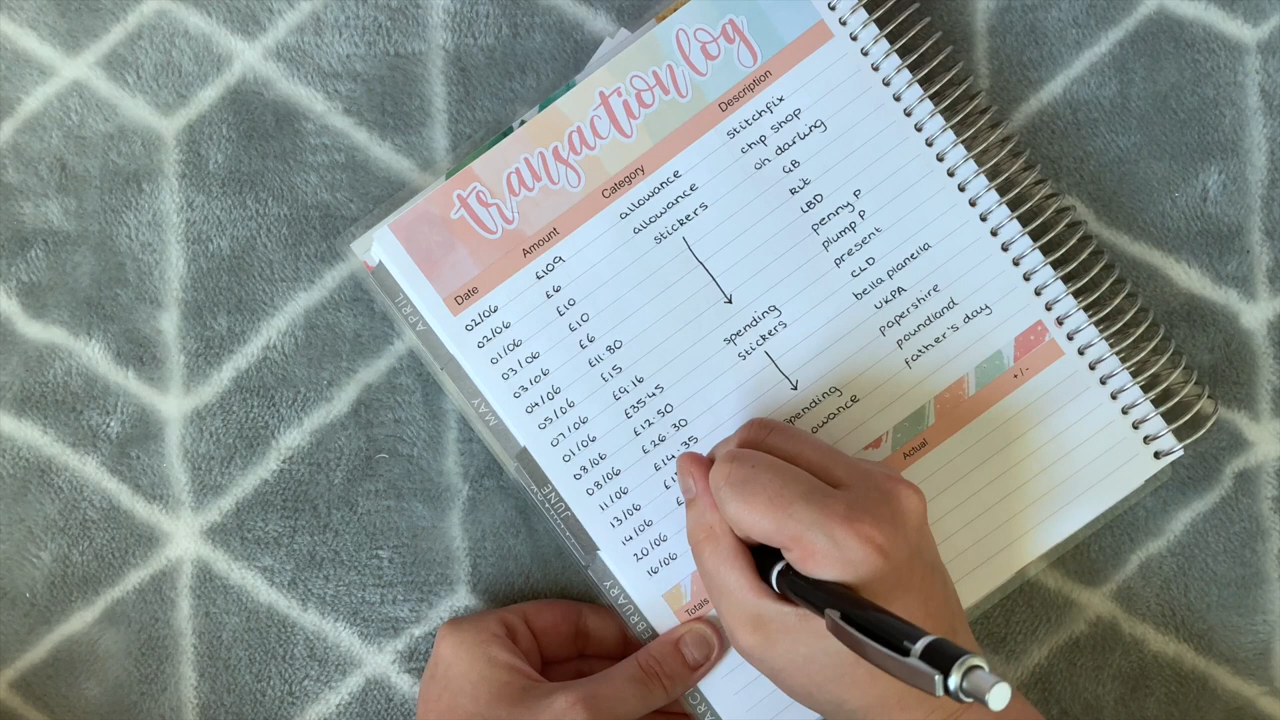 transaction log
Date Amount Category Description
02/06 £109 allowance stitchfix
02/06 £6 allowance chip shop
01/06 £10 stickers oh darling
03/06 £10 GB
03/06 £6 kit
04/06 £11.80 LBD
05/06 £15 penny p
07/06 £9.16 plump p
01/06 £35.45 spending present
08/06 £12.50 stickers CLD
08/06 £26.30 bella planella
11/06 £14.35 UKPA
13/06 papershire
14/06 spending poundland
20/06 father's day
16/06
Totals Actual +/-
APRIL
MAY
JUNE